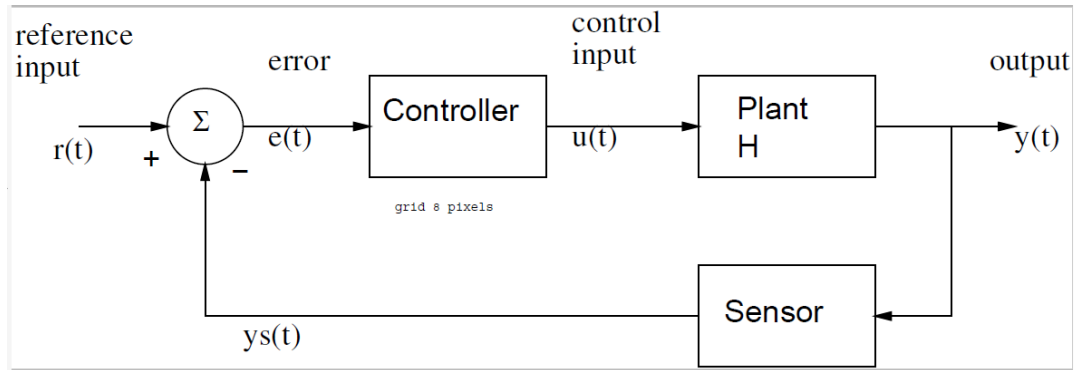 reference
input
error
control
input
output
Σ
Controller
Plant
H
r(t)
+
−
e(t)
u(t)
y(t)
grid 8 pixels
Sensor
ys(t)